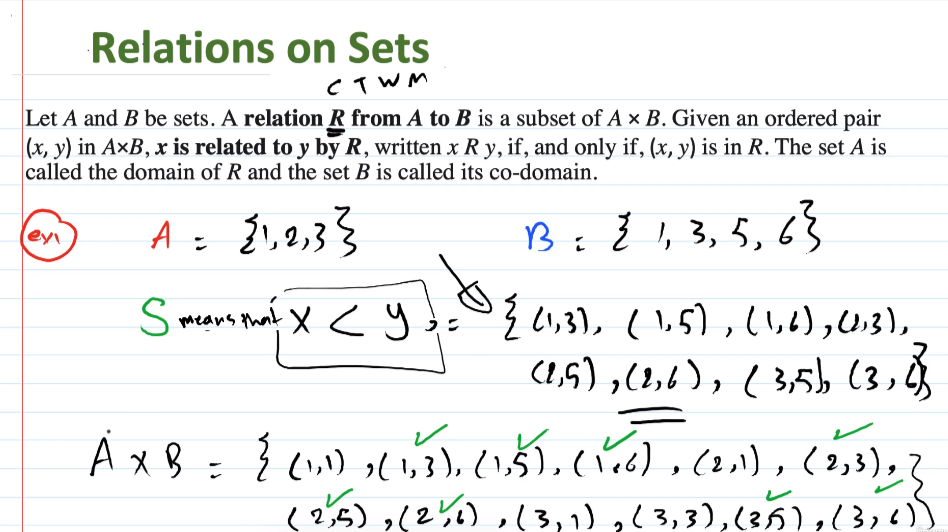 Relations on Sets
C T W M
Let A and B be sets. A relation R from A to B is a subset of A × B. Given an ordered pair
(x, y) in A×B, x is related to y by R, written x R y, if, and only if, (x, y) is in R. The set A is
called the domain of R and the set B is called its co-domain.
ex1 A = {1,2,3} B = { 1, 3, 5, 6}
S means that x < y , = { (1,3), (1,5), (1,6), (2,3),
(2,5), (2,6), (3,5), (3,6)}
A × B = { (1,1), (1,3), (1,5), (1,6), (2,1), (2,3),
(2,5), (2,6), (3,1), (3,3), (3,5), (3,6) }